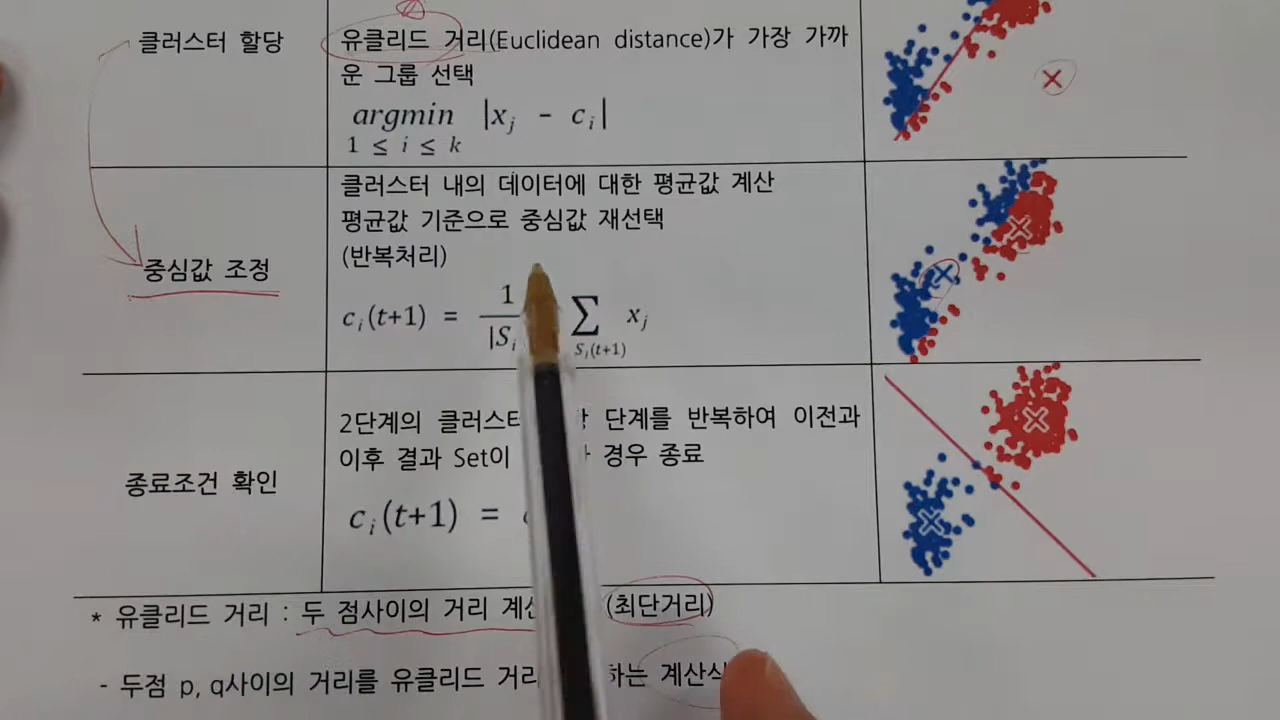 클러스터 할당
유클리드 거리(Euclidean distance)가 가장 가까
운 그룹 선택
argmin |xⱼ - cᵢ|
1 ≤ i ≤ k
클러스터 내의 데이터에 대한 평균값 계산
평균값 기준으로 중심값 재선택
(반복처리)
중심값 조정
cᵢ(t+1) = 1 ∑ xⱼ
|Sᵢ Sᵢ(t+1)
2단계의 클러스터 단계를 반복하여 이전과
이후 결과 Set이 경우 종료
종료조건 확인
cᵢ(t+1) =
* 유클리드 거리 : 두 점사이의 거리 (최단거리)
- 두점 p, q사이의 거리를 유클리드 하는